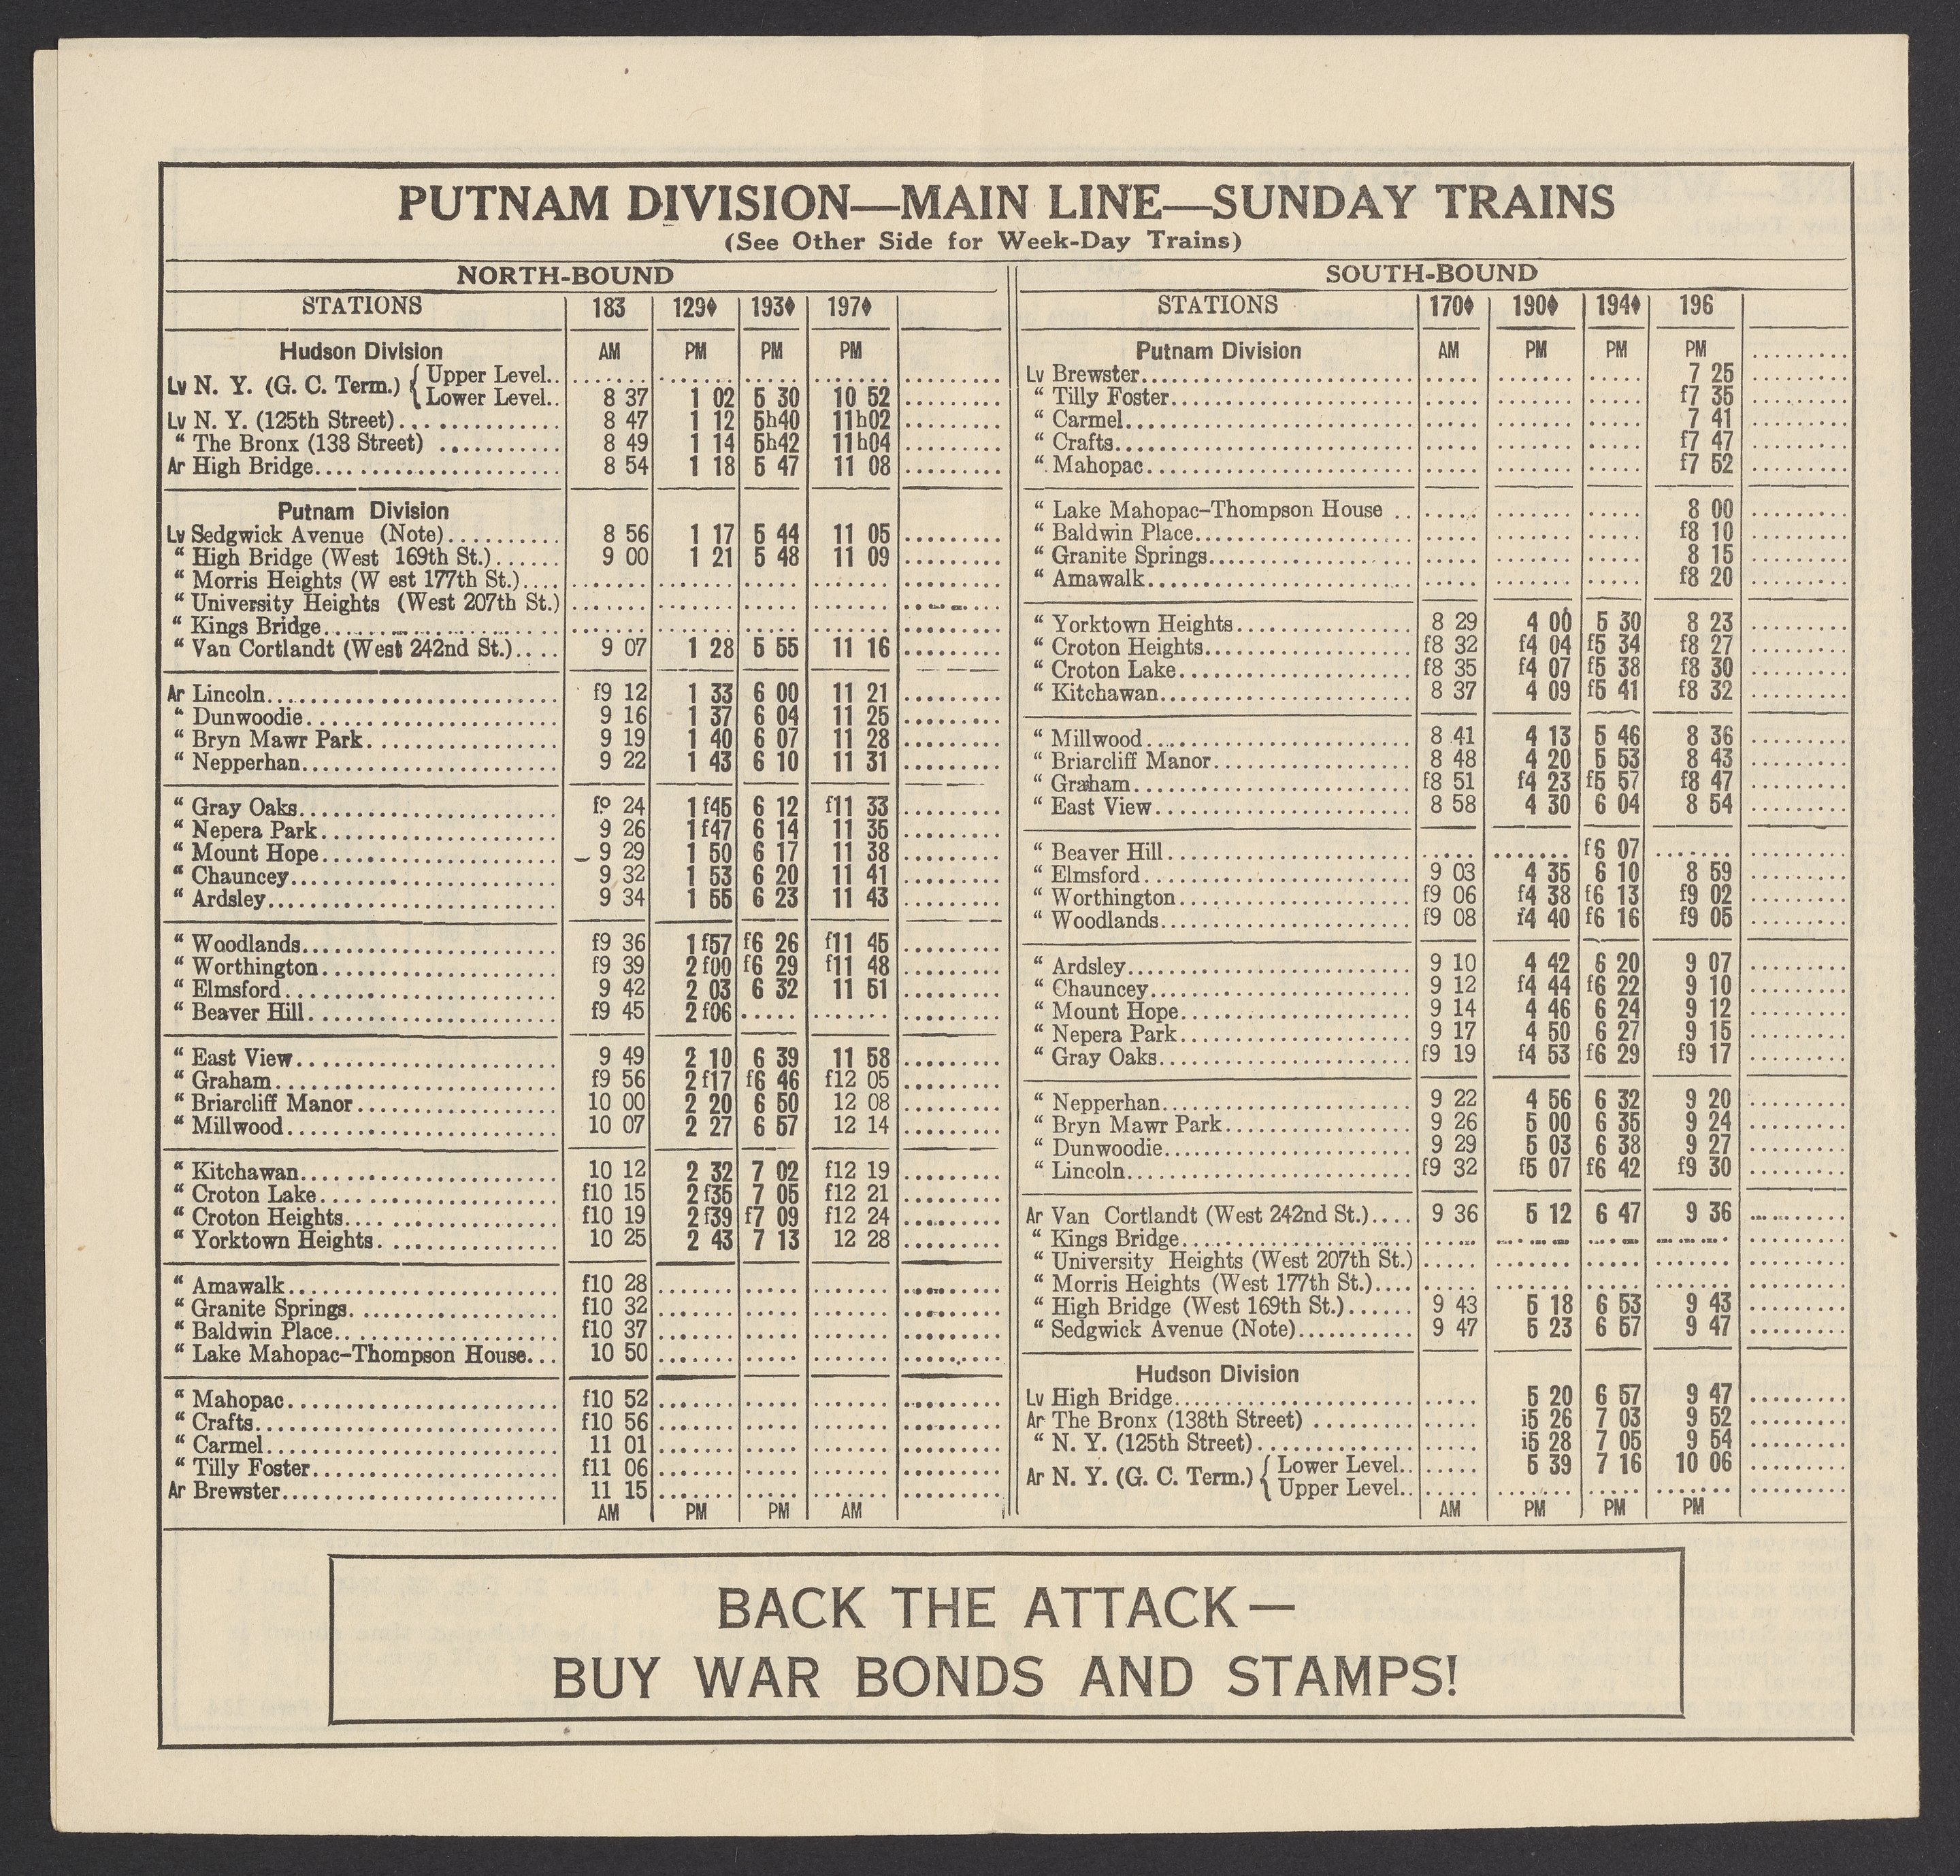 PUTNAM DIVISION—MAIN LINE—SUNDAY TRAINS
(See Other Side for Week-Day Trains)
NORTH-BOUND
STATIONS 183 129♦ 193♦ 197♦
Hudson Division AM PM PM PM
Lv N. Y. (G. C. Term.) { Upper Level.. ....... ....... ..... .......
Lower Level.. 8 37 1 02 5 30 10 52
Lv N. Y. (125th Street) 8 47 1 12 5h40 11h02
“ The Bronx (138 Street) 8 49 1 14 5h42 11h04
Ar High Bridge 8 54 1 18 5 47 11 08
Putnam Division
Lv Sedgwick Avenue (Note) 8 56 1 17 5 44 11 05
“ High Bridge (West 169th St.) 9 00 1 21 5 48 11 09
“ Morris Heights (W est 177th St.) ....... ....... ..... .......
“ University Heights (West 207th St.) ....... ....... ..... .......
“ Kings Bridge ....... ....... ..... .......
“ Van Cortlandt (West 242nd St.) 9 07 1 28 5 55 11 16
Ar Lincoln f9 12 1 33 6 00 11 21
“ Dunwoodie 9 16 1 37 6 04 11 25
“ Bryn Mawr Park 9 19 1 40 6 07 11 28
“ Nepperhan 9 22 1 43 6 10 11 31
“ Gray Oaks f9 24 1 f45 6 12 f11 33
“ Nepera Park 9 26 1 f47 6 14 11 35
“ Mount Hope 9 29 1 50 6 17 11 38
“ Chauncey 9 32 1 53 6 20 11 41
“ Ardsley 9 34 1 55 6 23 11 43
“ Woodlands f9 36 1 f57 f6 26 f11 45
“ Worthington f9 39 2 f00 f6 29 f11 48
“ Elmsford 9 42 2 03 6 32 11 51
“ Beaver Hill f9 45 2 f06 ..... .......
“ East View 9 49 2 10 6 39 11 58
“ Graham f9 56 2 f17 f6 46 f12 05
“ Briarcliff Manor 10 00 2 20 6 50 12 08
“ Millwood 10 07 2 27 6 57 12 14
“ Kitchawan 10 12 2 32 7 02 f12 19
“ Croton Lake f10 15 2 f35 7 05 f12 21
“ Croton Heights f10 19 2 f39 f7 09 f12 24
“ Yorktown Heights 10 25 2 43 7 13 12 28
“ Amawalk f10 28 ....... ..... .......
“ Granite Springs f10 32 ....... ..... .......
“ Baldwin Place f10 37 ....... ..... .......
“ Lake Mahopac–Thompson House 10 50 ....... ..... .......
“ Mahopac f10 52 ....... ..... .......
“ Crafts f10 56 ....... ..... .......
“ Carmel 11 01 ....... ..... .......
“ Tilly Foster f11 06 ....... ..... .......
Ar Brewster 11 15 ....... ..... .......
AM PM PM AM
SOUTH-BOUND
STATIONS 170♦ 190♦ 194♦ 196
Putnam Division AM PM PM PM
Lv Brewster ..... ....... ..... 7 25
“ Tilly Foster ..... ....... ..... f7 35
“ Carmel ..... ....... ..... 7 41
“ Crafts ..... ....... ..... f7 47
“ Mahopac ..... ....... ..... f7 52
“ Lake Mahopac–Thompson House ..... ....... ..... 8 00
“ Baldwin Place ..... ....... ..... f8 10
“ Granite Springs ..... ....... ..... 8 15
“ Amawalk ..... ....... ..... f8 20
“ Yorktown Heights 8 29 4 00 5 30 8 23
“ Croton Heights f8 32 f4 04 f5 34 f8 27
“ Croton Lake f8 35 f4 07 f5 38 f8 30
“ Kitchawan 8 37 4 09 f5 41 f8 32
“ Millwood 8 41 4 13 5 46 8 36
“ Briarcliff Manor 8 48 4 20 5 53 8 43
“ Graham f8 51 f4 23 f5 57 f8 47
“ East View 8 58 4 30 6 04 8 54
“ Beaver Hill ..... ....... f6 07 .......
“ Elmsford 9 03 4 35 6 10 8 59
“ Worthington f9 06 f4 38 f6 13 f9 02
“ Woodlands f9 08 f4 40 f6 16 f9 05
“ Ardsley 9 10 4 42 6 20 9 07
“ Chauncey 9 12 f4 44 f6 22 9 10
“ Mount Hope 9 14 4 46 6 24 9 12
“ Nepera Park 9 17 4 50 6 27 9 15
“ Gray Oaks f9 19 f4 53 f6 29 f9 17
“ Nepperhan 9 22 4 56 6 32 9 20
“ Bryn Mawr Park 9 26 5 00 6 35 9 24
“ Dunwoodie 9 29 5 03 6 38 9 27
“ Lincoln f9 32 f5 07 f6 42 f9 30
Ar Van Cortlandt (West 242nd St.) 9 36 5 12 6 47 9 36
“ Kings Bridge ..... ....... ..... .......
“ University Heights (West 207th St.) ..... ....... ..... .......
“ Morris Heights (West 177th St.) ..... ....... ..... .......
“ High Bridge (West 169th St.) 9 43 5 18 6 53 9 43
“ Sedgwick Avenue (Note) 9 47 5 23 6 57 9 47
Hudson Division
Lv High Bridge ..... 5 20 6 57 9 47
Ar The Bronx (138th Street) ..... i5 26 7 03 9 52
“ N. Y. (125th Street) ..... i5 28 7 05 9 54
Ar N. Y. (G. C. Term.) { Lower Level.. ..... 5 39 7 16 10 06
Upper Level.. ..... ....... ..... .......
AM PM PM PM
BACK THE ATTACK—
BUY WAR BONDS AND STAMPS!